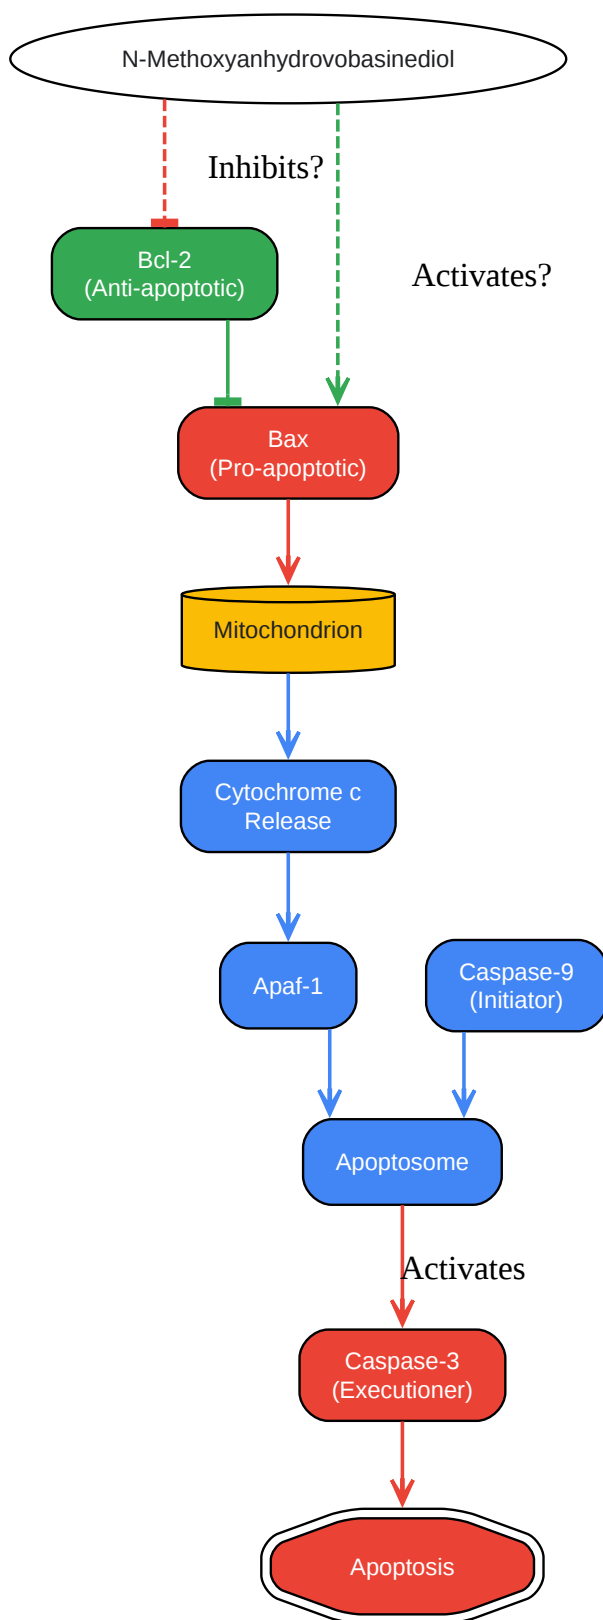 N-Methoxyanhydrovobasinediol
Inhibits?
Bcl-2
(Anti-apoptotic)
Activates?
Bax
(Pro-apoptotic)
Mitochondrion
Cytochrome c
Release
Apaf-1
Caspase-9
(Initiator)
Apoptosome
Activates
Caspase-3
(Executioner)
Apoptosis